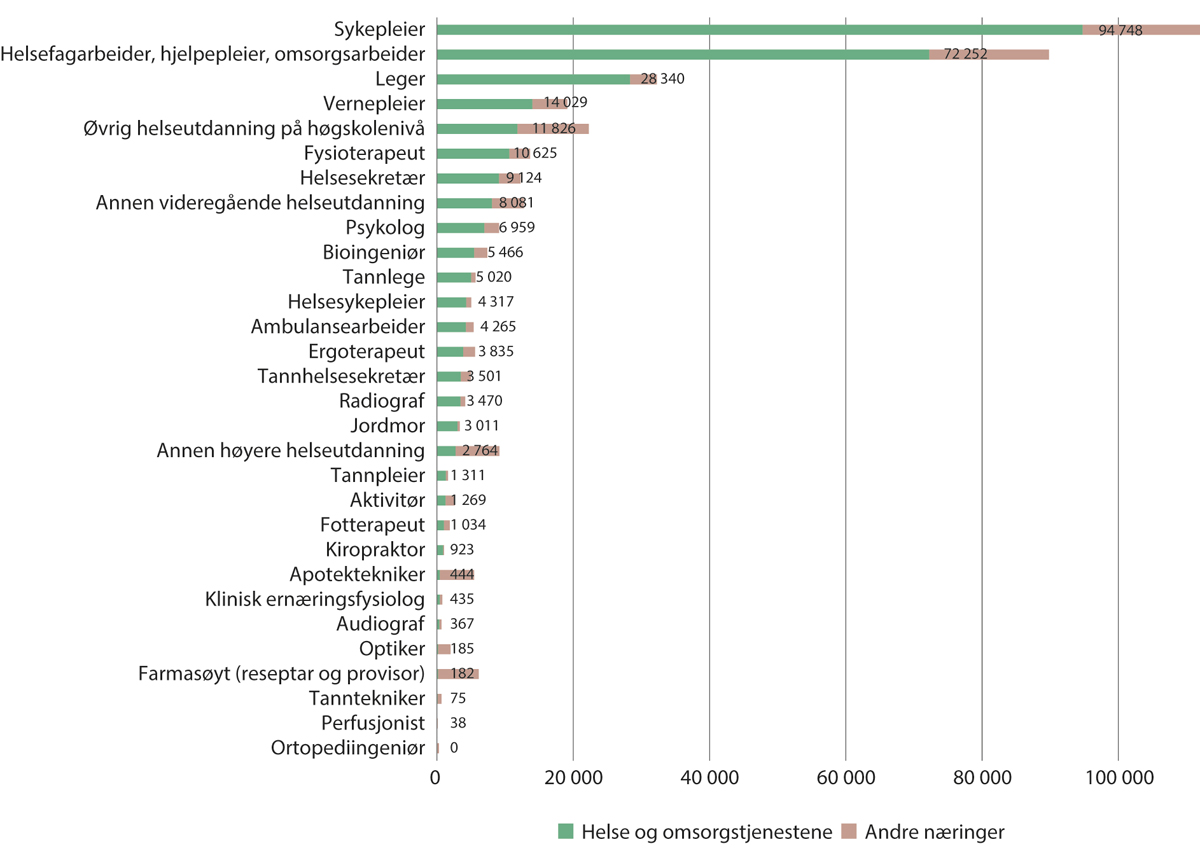 Sykepleier 94 748
Helsefagarbeider, hjelpepleier, omsorgsarbeider 72 252
Leger 28 340
Vernepleier 14 029
Øvrig helseutdanning på høgskolenivå 11 826
Fysioterapeut 10 625
Helsesekretær 9 124
Annen videregående helseutdanning 8 081
Psykolog 6 959
Bioingeniør 5 466
Tannlege 5 020
Helsesykepleier 4 317
Ambulansearbeider 4 265
Ergoterapeut 3 835
Tannhelsesekretær 3 501
Radiograf 3 470
Jordmor 3 011
Annen høyere helseutdanning 2 764
Tannpleier 1 311
Aktivitør 1 269
Fotterapeut 1 034
Kiropraktor 923
Apotektekniker 444
Klinisk ernæringsfysiolog 435
Audiograf 367
Optiker 185
Farmasøyt (reseptar og provisor) 182
Tanntekniker 75
Perfusjonist 38
Ortopediingeniør 0
0 20 000 40 000 60 000 80 000 100 000
Helse og omsorgstjenestene Andre næringer